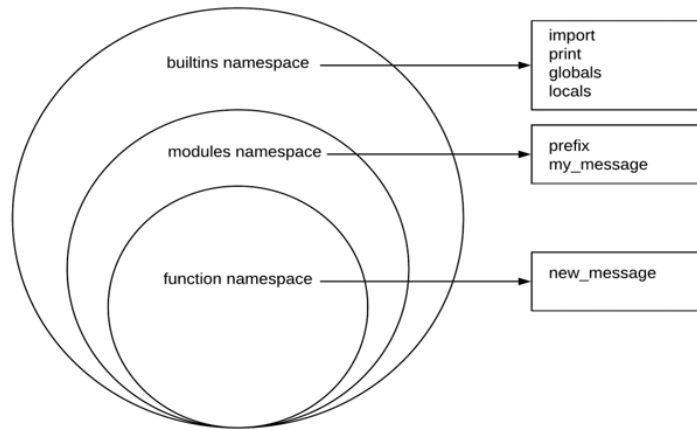 builtins namespace
import
print
globals
locals
modules namespace
prefix
my_message
function namespace
new_message